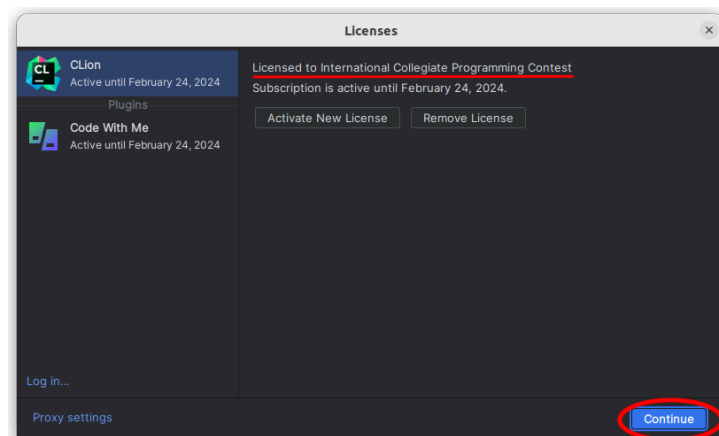 Licenses
CL
CLion
Active until February 24, 2024
Plugins
Code With Me
Active until February 24, 2024
Licensed to International Collegiate Programming Contest
Subscription is active until February 24, 2024.
Activate New License
Remove License
Log in...
Proxy settings
Continue